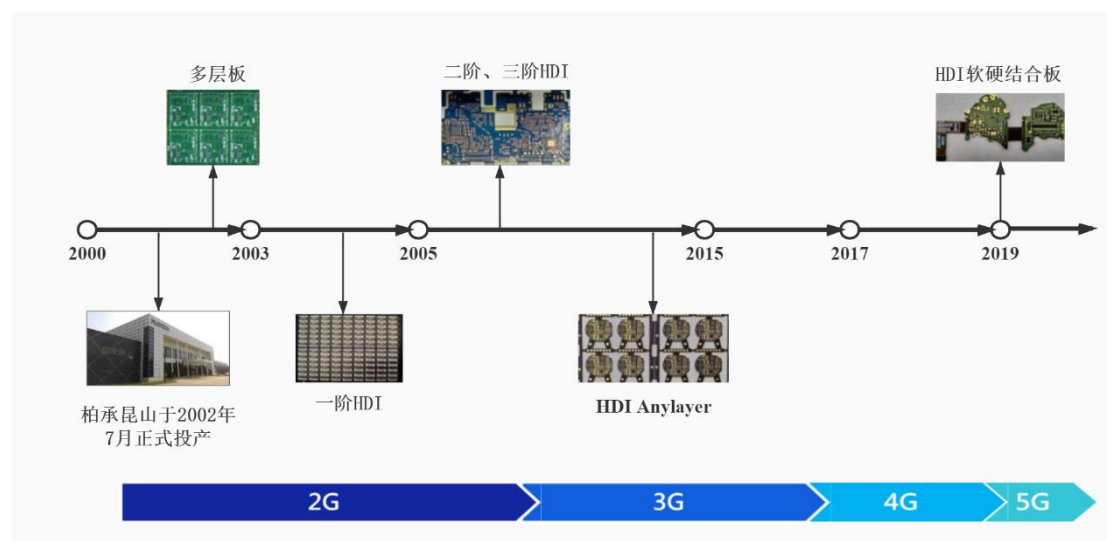 多层板
二阶、三阶HDI
HDI软硬结合板
2000
2003
2005
2015
2017
2019
柏承昆山于2002年
7月正式投产
一阶HDI
HDI Anylayer
2G
3G
4G
5G